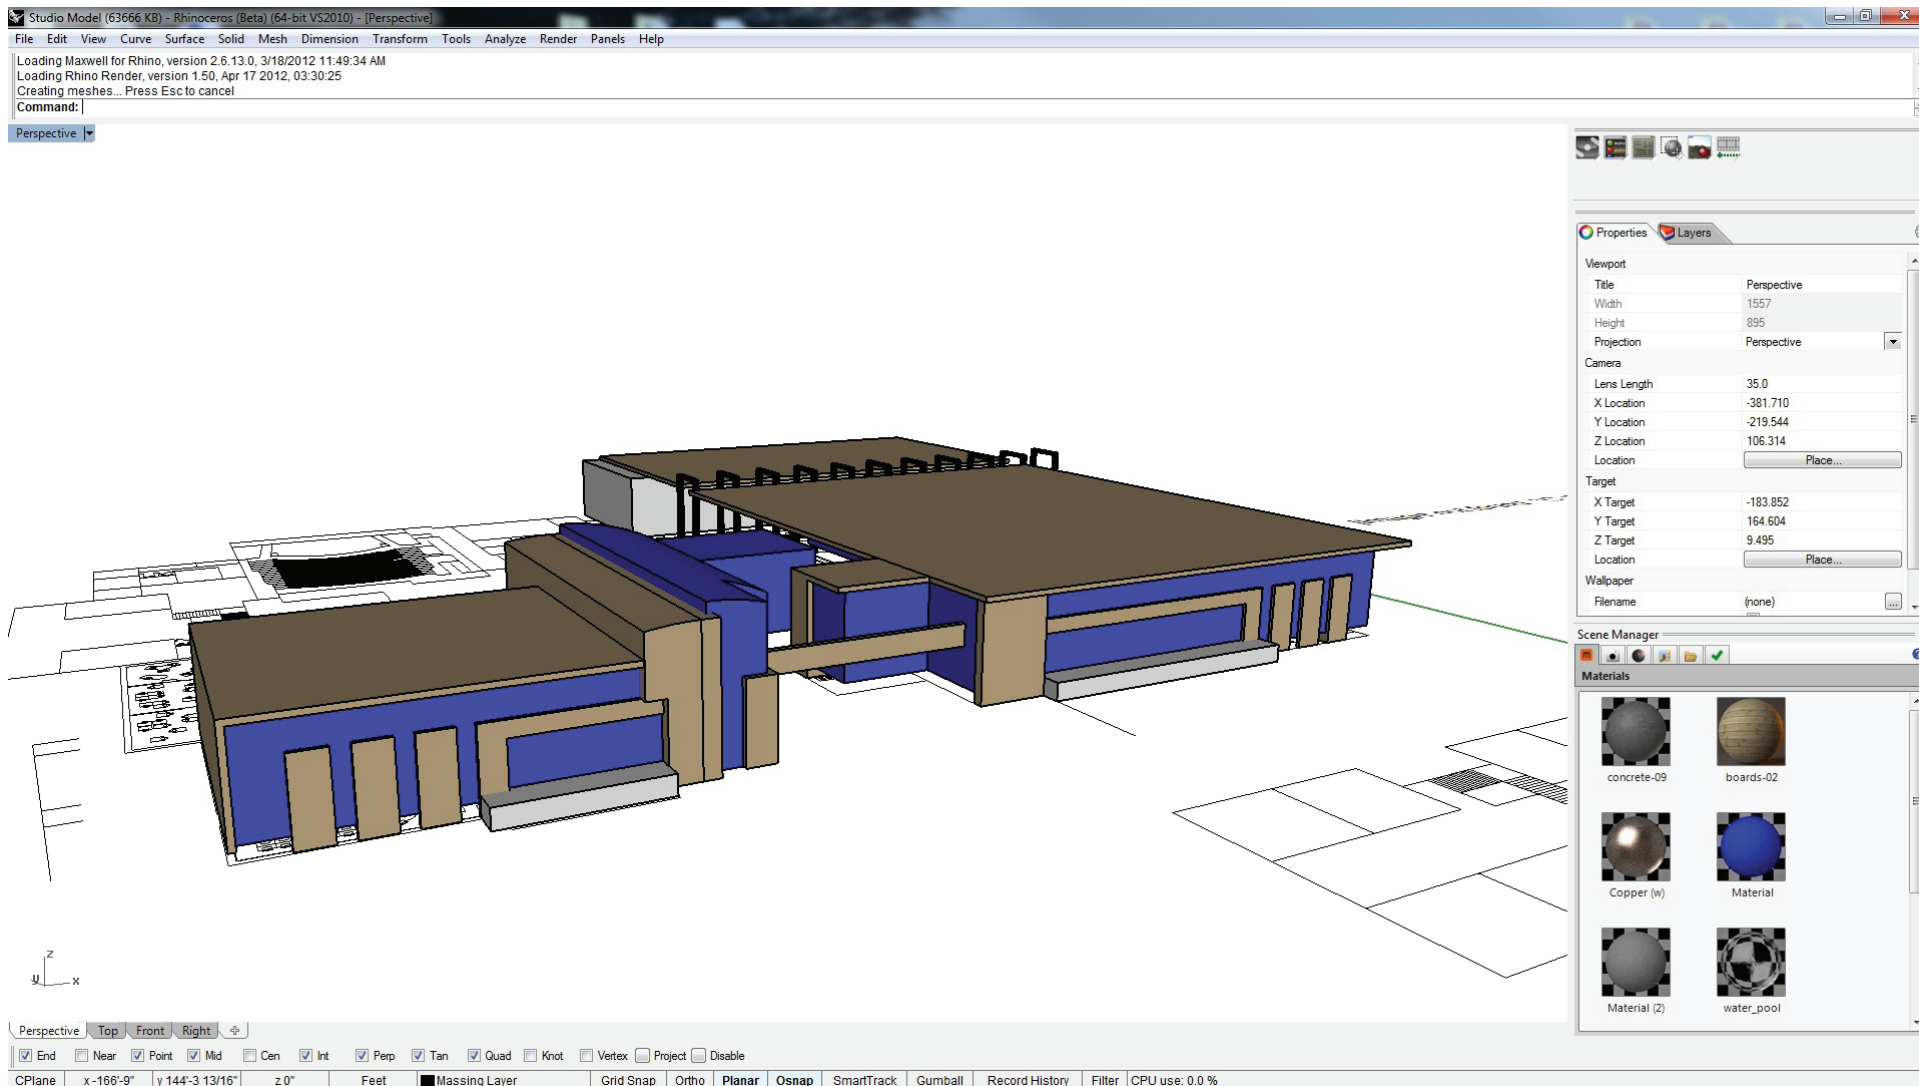 Studio Model (63666 KB) - Rhinoceros (Beta) (64-bit VS2010) - [Perspective]
File Edit View Curve Surface Solid Mesh Dimension Transform Tools Analyze Render Panels Help
Loading Maxwell for Rhino, version 2.6.13.0, 3/18/2012 11:49:34 AM
Loading Rhino Render, version 1.50, Apr 17 2012, 03:30:25
Creating meshes... Press Esc to cancel
Command:
Perspective
Properties Layers
Viewport
Title Perspective
Width 1557
Height 895
Projection Perspective
Camera
Lens Length 35.0
X Location -381.710
Y Location -219.544
Z Location 106.314
Location Place...
Target
X Target -183.852
Y Target 164.604
Z Target 9.495
Location Place...
Wallpaper
Filename (none) ...
Scene Manager
Materials
concrete-09 boards-02
Copper (w) Material
Material (2) water_pool
z
y x
Perspective Top Front Right
End Near Point Mid Cen Int Perp Tan Quad Knot Vertex Project Disable
CPlane x -166'-9" y 144'-3 13/16" z 0" Feet Massing Layer Grid Snap Ortho Planar Osnap SmartTrack Gumball Record History Filter CPU use: 0.0 %